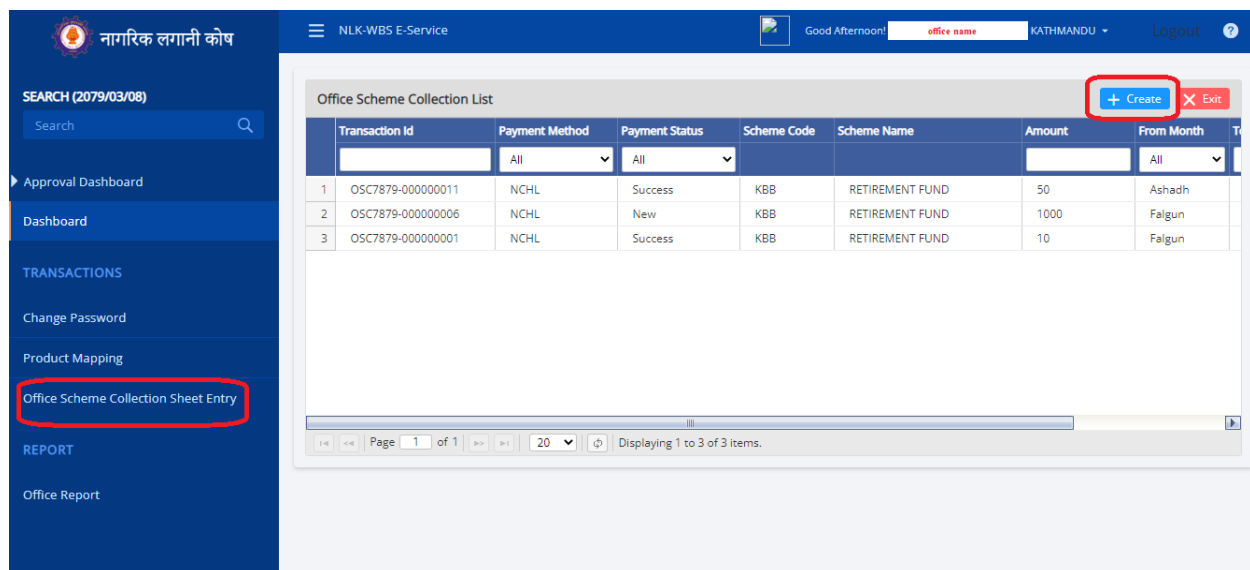 नागरिक लगानी कोष
NLK-WBS E-Service
Good Afternoon! office name KATHMANDU
Logout
?
SEARCH (2079/03/08)
Search
Approval Dashboard
Dashboard
TRANSACTIONS
Change Password
Product Mapping
Office Scheme Collection Sheet Entry
REPORT
Office Report
Office Scheme Collection List
+ Create
X Exit
Transaction Id Payment Method Payment Status Scheme Code Scheme Name Amount From Month
All All All
1 OSC7879-000000011 NCHL Success KBB RETIREMENT FUND 50 Ashadh
2 OSC7879-000000006 NCHL New KBB RETIREMENT FUND 1000 Falgun
3 OSC7879-000000001 NCHL Success KBB RETIREMENT FUND 10 Falgun
Page 1 of 1 20 Displaying 1 to 3 of 3 items.